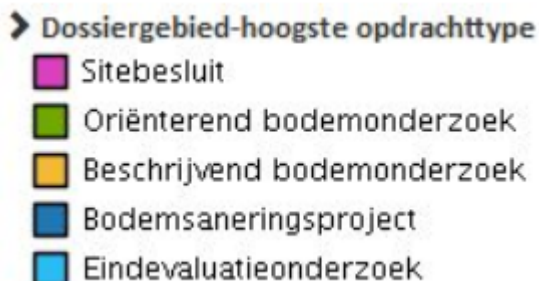 Dossiergebied-hoogste opdrachttype
Sitebesluit
Oriënterend bodemonderzoek
Beschrijvend bodemonderzoek
Bodemsaneringsproject
Eindevaluatieonderzoek